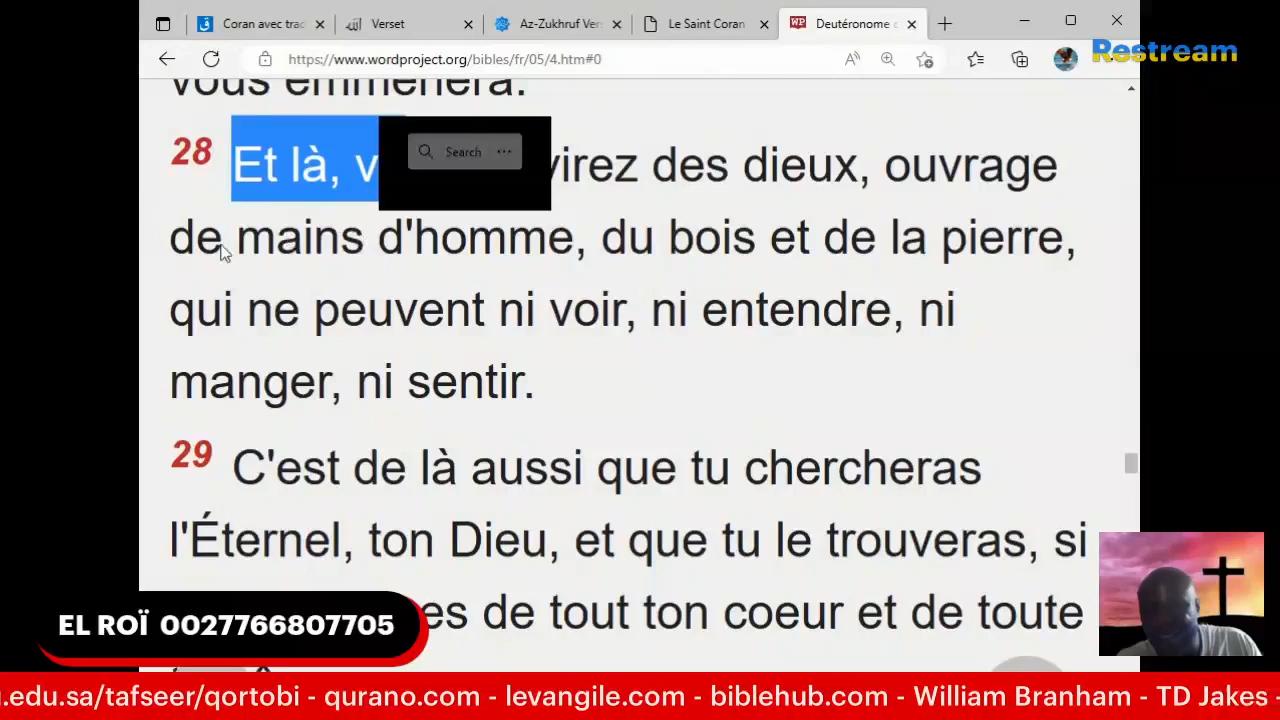 Coran avec trac
Verset
Az-Zukhruf Ver
Le Saint Coran
Deutéronome
Restream
https://www.wordproject.org/bibles/fr/05/4.htm#0
vous emmènera.
28 Et là, v Search ... virez des dieux, ouvrage
de mains d'homme, du bois et de la pierre,
qui ne peuvent ni voir, ni entendre, ni
manger, ni sentir.
29 C'est de là aussi que tu chercheras
l'Éternel, ton Dieu, et que tu le trouveras, si
es de tout ton coeur et de toute
EL ROÏ 0027766807705
.edu.sa/tafseer/qortobi - qurano.com - levangile.com - biblehub.com - William Branham - TD Jakes -